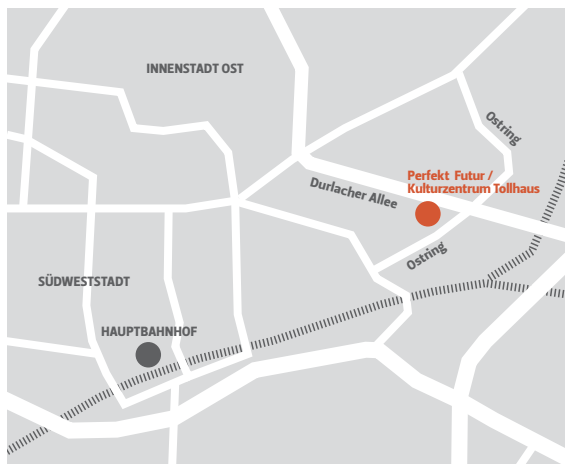 INNENSTADT OST
Ostring
Perfekt Futur /
Kulturzentrum Tollhaus
Durlacher Allee
Ostring
SÜDWESTSTADT
HAUPTBAHNHOF